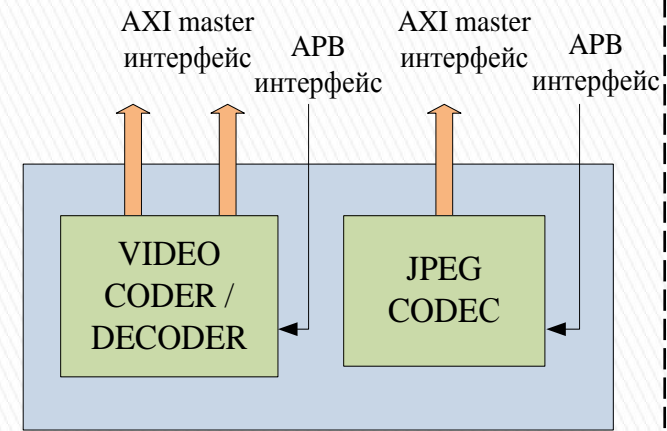 AXI master
интерфейс
APB
интерфейс
AXI master
интерфейс
APB
интерфейс
VIDEO
CODER /
DECODER
JPEG
CODEC